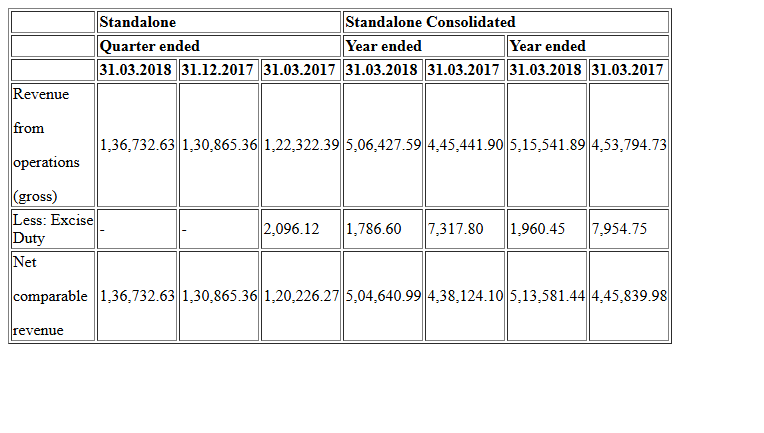 Standalone Standalone Consolidated
Quarter ended Year ended Year ended
31.03.2018 31.12.2017 31.03.2017 31.03.2018 31.03.2017 31.03.2018 31.03.2017
Revenue
from
operations
(gross)
1,36,732.63 1,30,865.36 1,22,322.39 5,06,427.59 4,45,441.90 5,15,541.89 4,53,794.73
Less: Excise
Duty
- - 2,096.12 1,786.60 7,317.80 1,960.45 7,954.75
Net
comparable
revenue
1,36,732.63 1,30,865.36 1,20,226.27 5,04,640.99 4,38,124.10 5,13,581.44 4,45,839.98